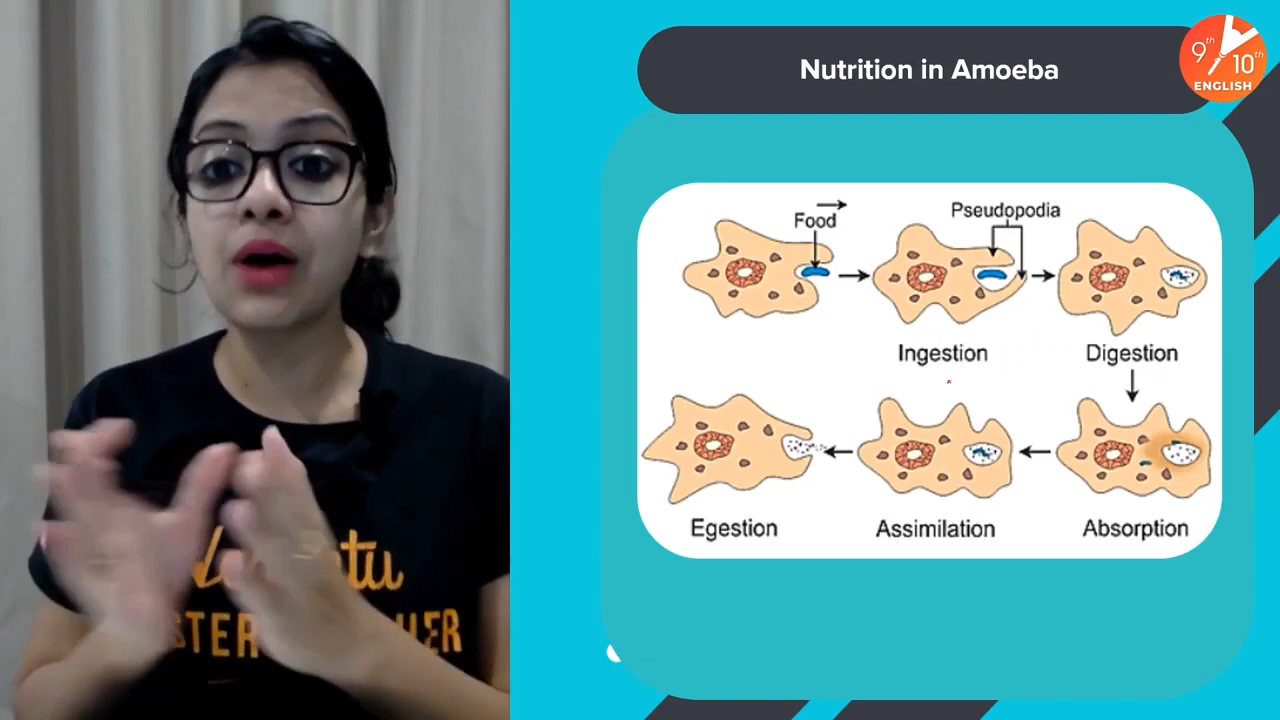 Nutrition in Amoeba
9th
10th
ENGLISH
Food
Pseudopodia
Ingestion
Digestion
Egestion
Assimilation
Absorption